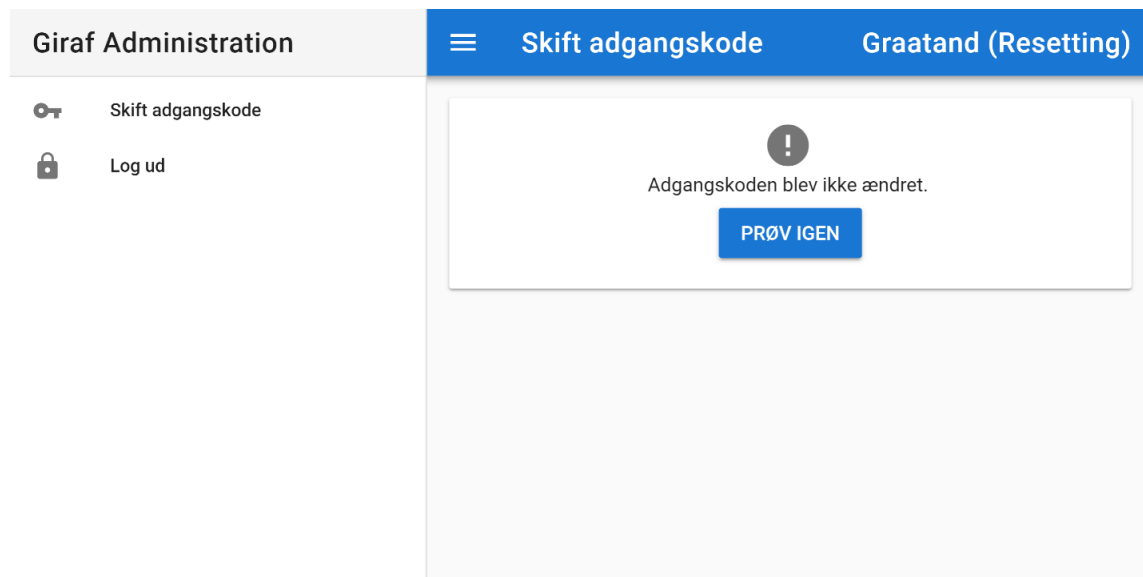 Giraf Administration
Skift adgangskode
Log ud
Skift adgangskode
Graatand (Resetting)
Adgangskoden blev ikke ændret.
PRØV IGEN